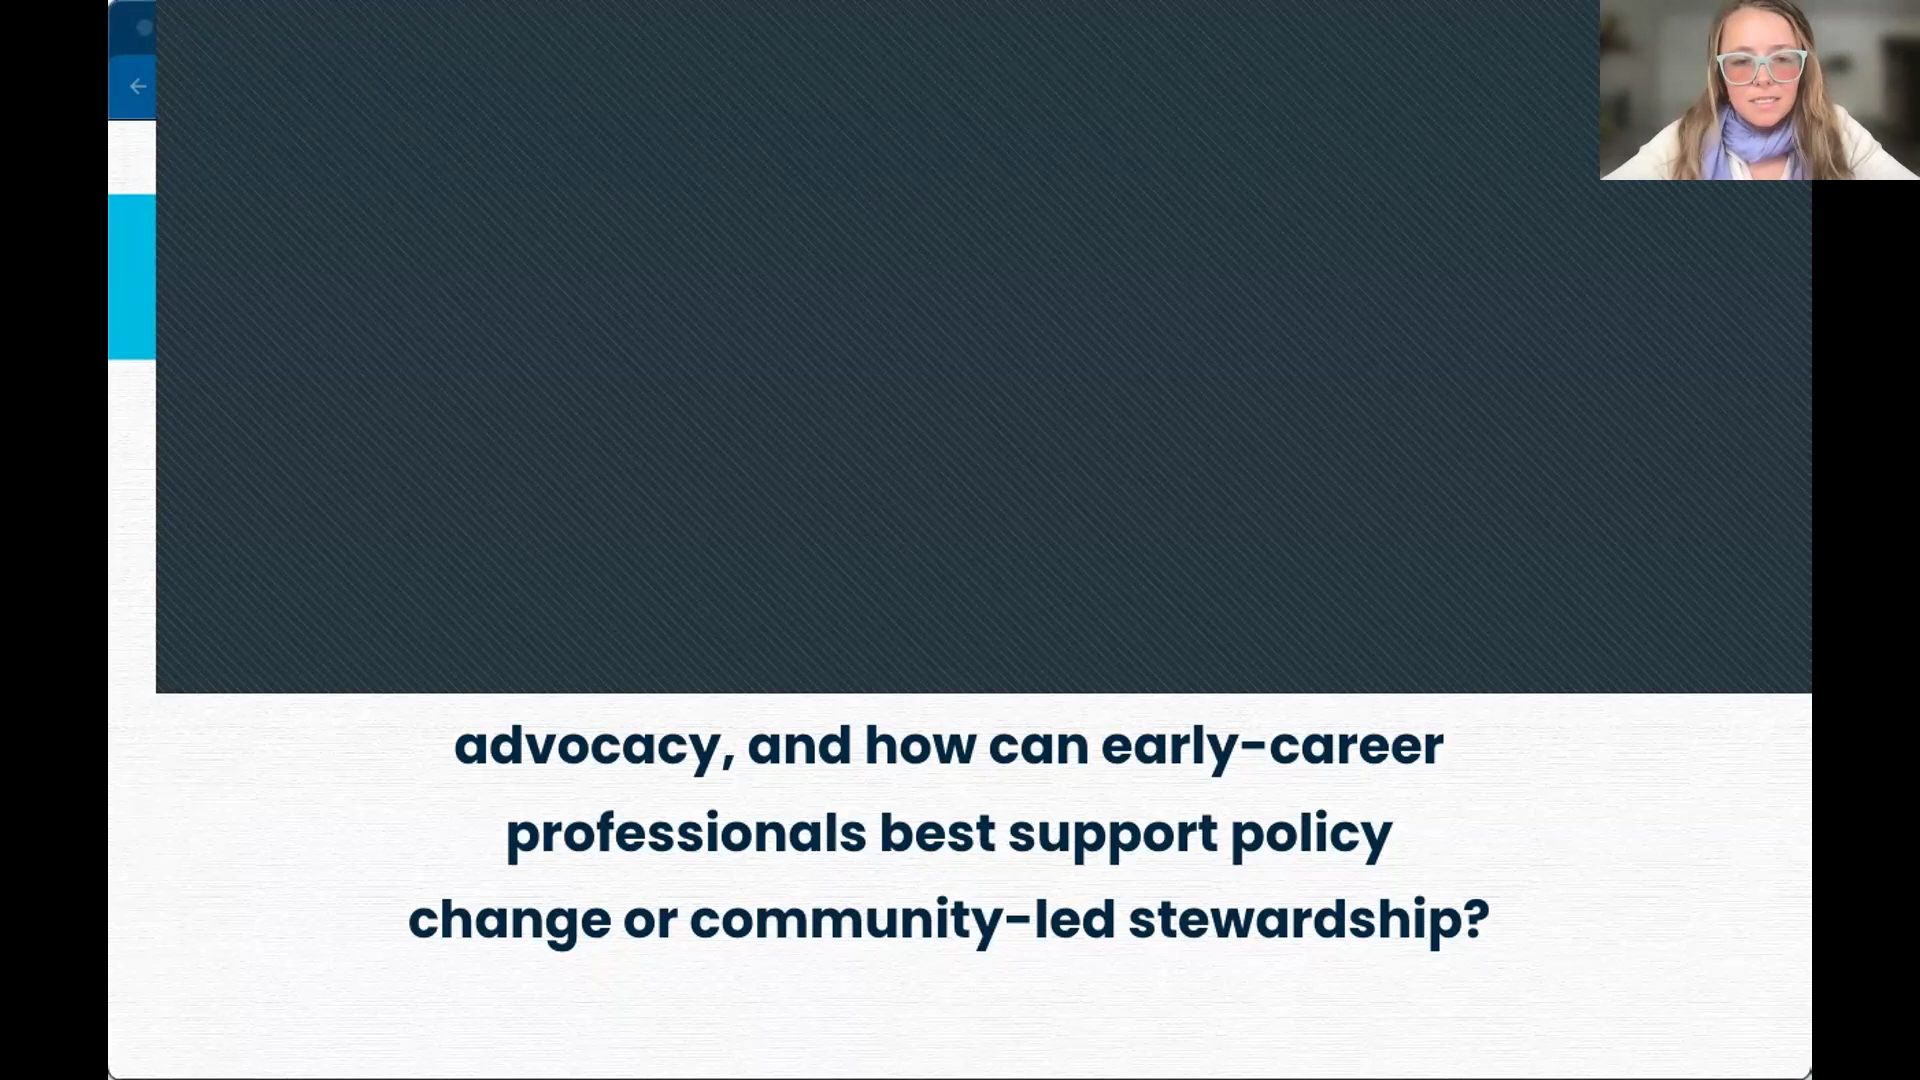 advocacy, and how can early-career
professionals best support policy
change or community-led stewardship?